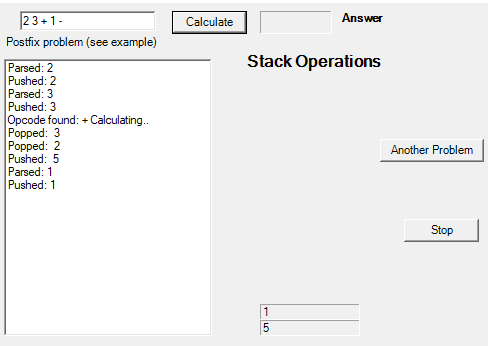 2 3 + 1 -
Calculate
Answer
Postfix problem (see example)
Stack Operations
Parsed: 2
Pushed: 2
Parsed: 3
Pushed: 3
Opcode found: + Calculating..
Popped:  3
Popped:  2
Pushed:  5
Parsed: 1
Pushed: 1
Another Problem
Stop
1
5